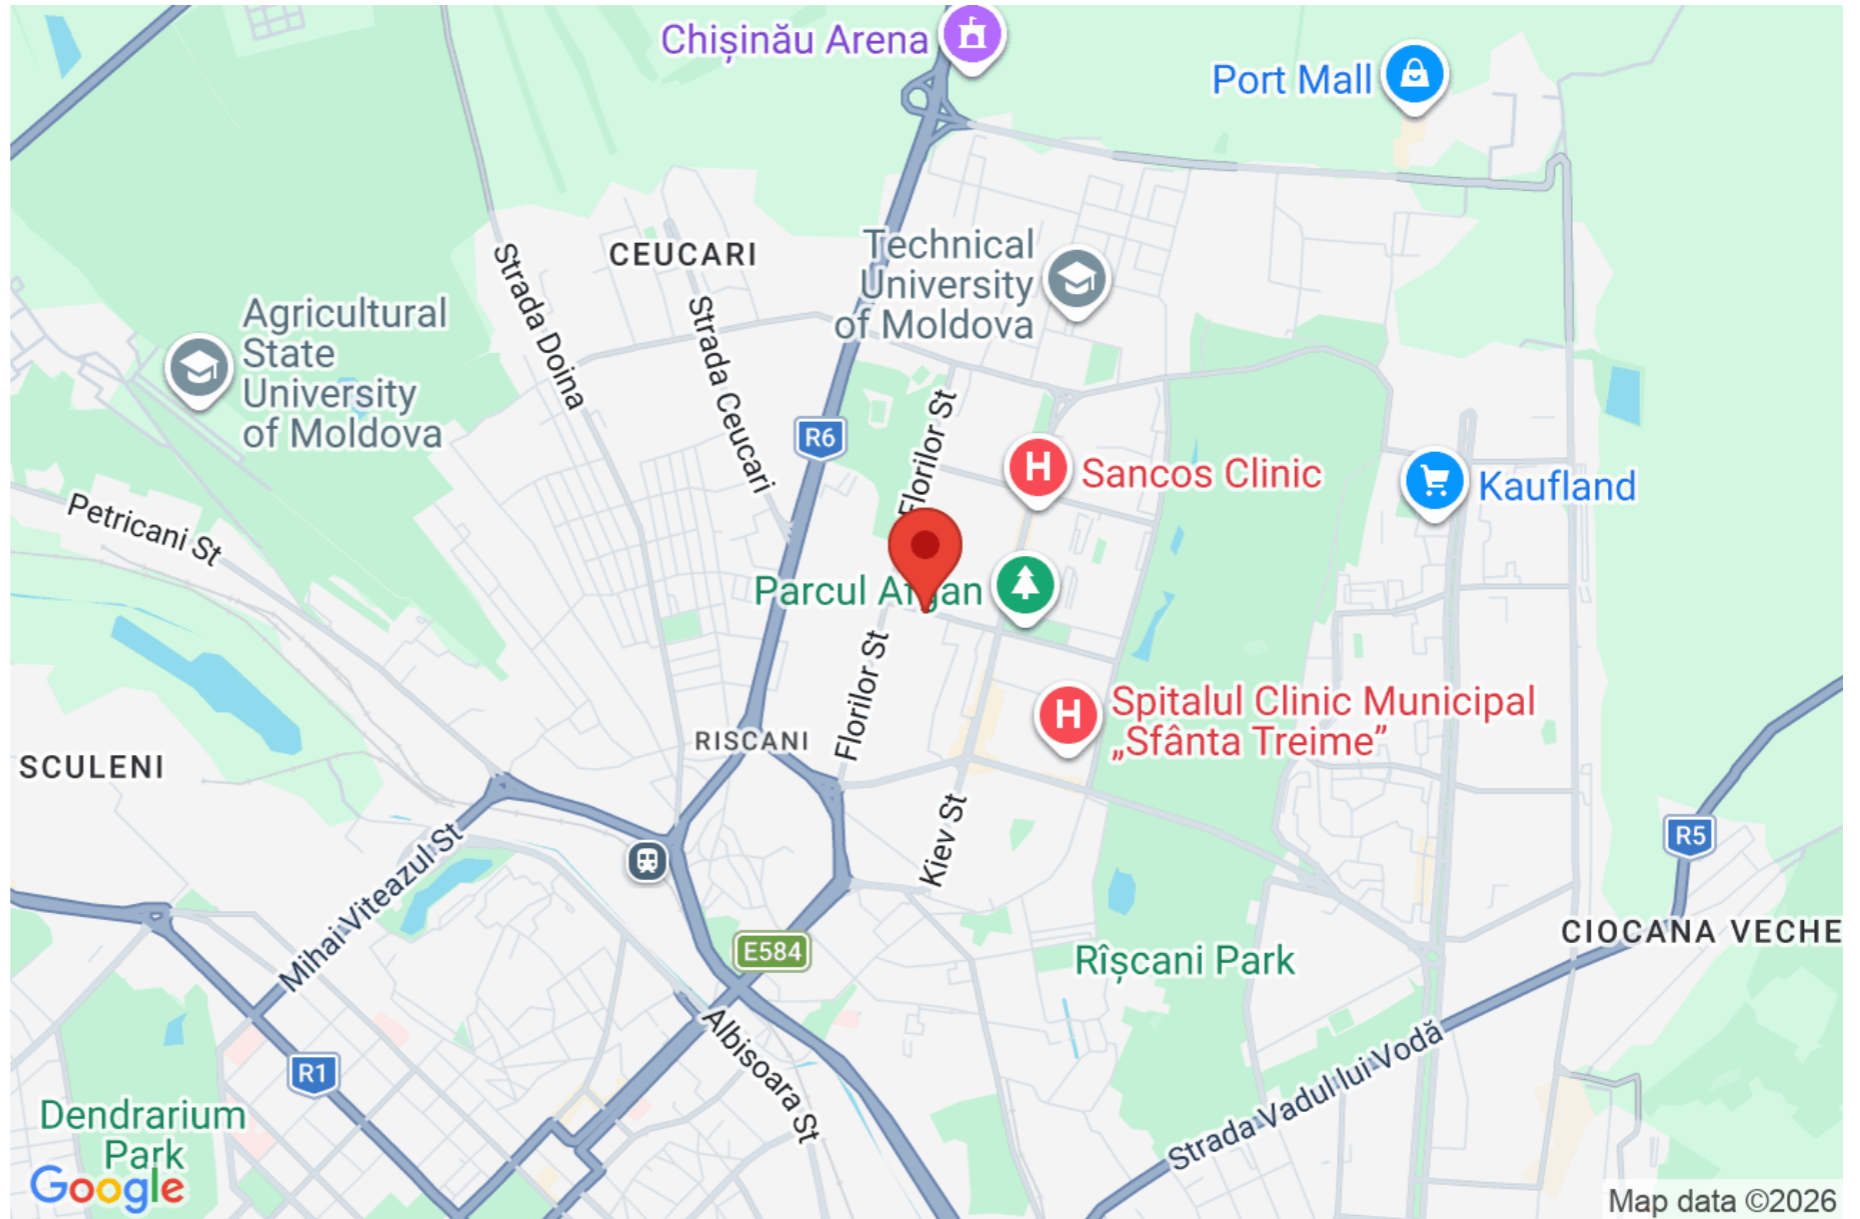 Chișinău Arena
Port Mall
CEUCARI
Technical
University
of Moldova
Strada Doina
Strada Ceucari
Agricultural
State
University
of Moldova
R6
Florilor St
Sancos Clinic
Kaufland
Petricani St
Parcul Afgan
Florilor St
Spitalul Clinic Municipal
„Sfânta Treime”
RISCANI
SCULENI
Kiev St
R5
Mihai Viteazul St
CIOCANA VECHE
E584
Rîșcani Park
Albisoara St
Strada Vadul lui Vodă
R1
Dendrarium
Park
Google
Map data ©2026